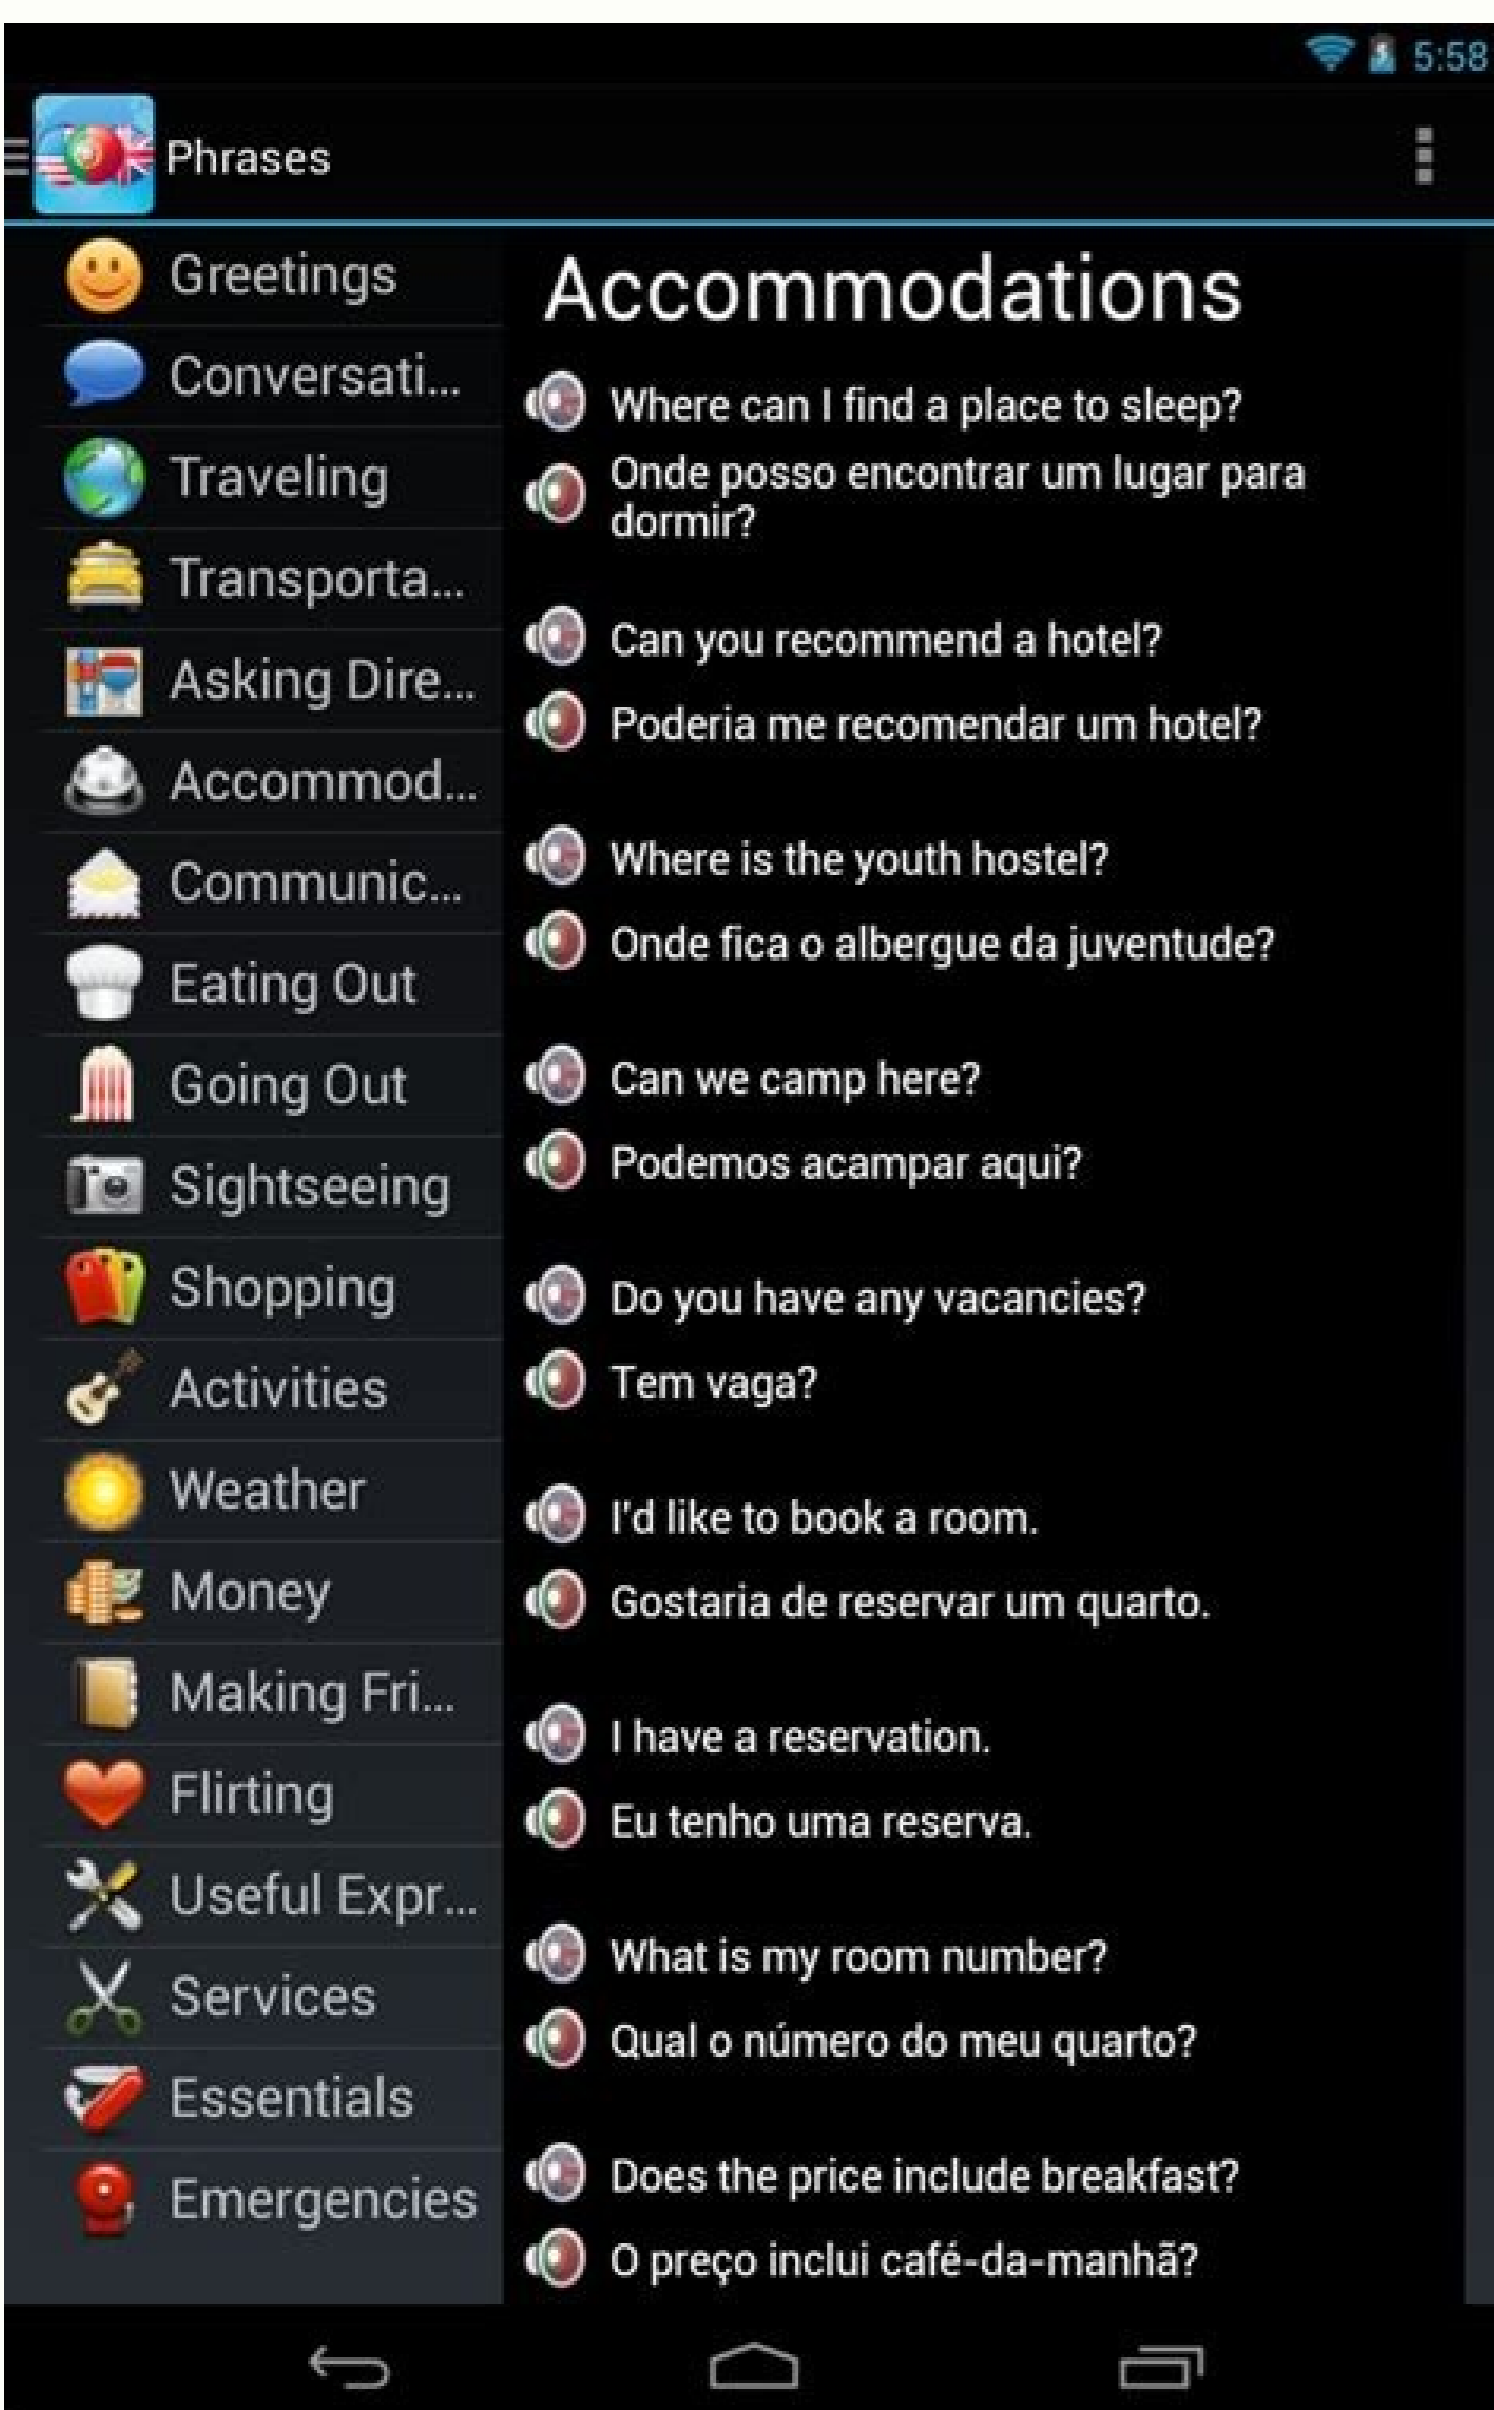 5:58
Phrases
Greetings
Conversati...
Traveling
Transporta...
Asking Dire...
Accommod...
Communic...
Eating Out
Going Out
Sightseeing
Shopping
Activities
Weather
Money
Making Fri...
Flirting
Useful Expr...
Services
Essentials
Emergencies
Accommodations
Where can I find a place to sleep?
Onde posso encontrar um lugar para
dormir?
Can you recommend a hotel?
Poderia me recomendar um hotel?
Where is the youth hostel?
Onde fica o albergue da juventude?
Can we camp here?
Podemos acampar aqui?
Do you have any vacancies?
Tem vaga?
I'd like to book a room.
Gostaria de reservar um quarto.
I have a reservation.
Eu tenho uma reserva.
What is my room number?
Qual o número do meu quarto?
Does the price include breakfast?
O preço inclui café-da-manhã?